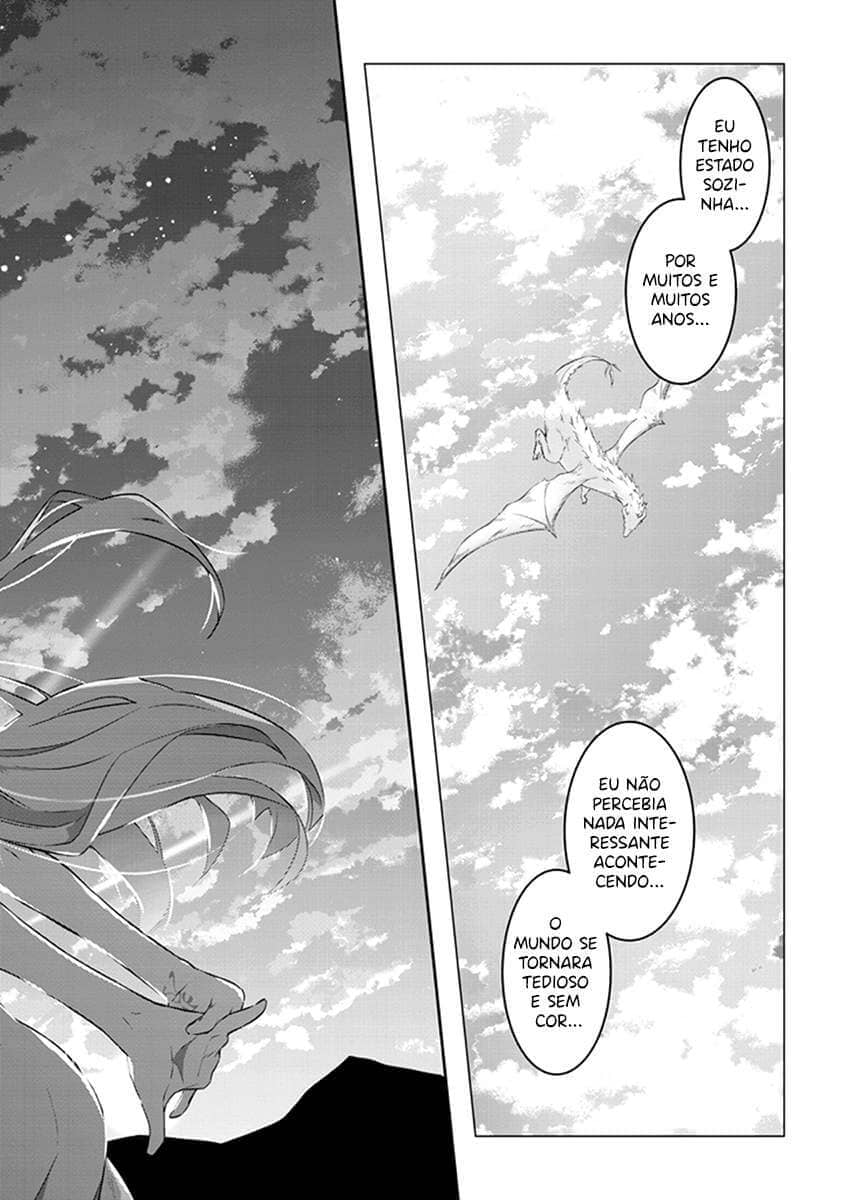 EU
TENHO
ESTADO
SOZI-
NHA...
POR
MUITOS E
MUITOS
ANOS...
EU NÃO
PERCEBIA
NADA INTE-
RESSANTE
ACONTE-
CENDO...
O
MUNDO SE
TORNARA
TEDIOSO
E SEM
COR...